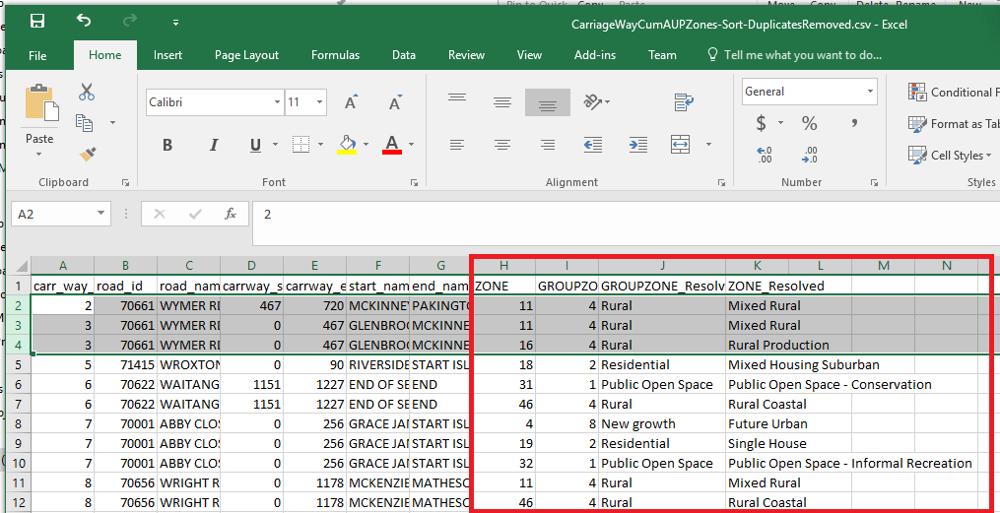 CarriageWayCumAUPZones-Sort-DuplicatesRemoved.csv - Excel
File Home Insert Page Layout Formulas Data Review View Add-ins Team Tell me what you want to do...
Calibri 11 A A General Conditional F
Paste $ % , Format as Tab
B I U A ←.0 .00 .00 →.0 Cell Styles
Clipboard Font Alignment Number Styles
A2 fx 2
A B C D E F G H I J K L M N
1 carr_way_ road_id road_nam carrway_s carrway_e start_nam end_nam ZONE GROUPZO GROUPZONE_Resolv ZONE_Resolved
2 2 70661 WYMER RD 467 720 MCKINNEY PAKINGTO 11 4 Rural Mixed Rural
3 3 70661 WYMER RD 0 467 GLENBROO MCKINNE 11 4 Rural Mixed Rural
4 3 70661 WYMER RD 0 467 GLENBROO MCKINNE 16 4 Rural Rural Production
5 5 71415 WROXTON 0 90 RIVERSIDE START ISL 18 2 Residential Mixed Housing Suburban
6 6 70622 WAITANG 1151 1227 END OF SE END 31 1 Public Open Space Public Open Space - Conservation
7 6 70622 WAITANG 1151 1227 END OF SE END 46 4 Rural Rural Coastal
8 7 70001 ABBY CLOS 0 256 GRACE JAN START ISL 4 8 New growth Future Urban
9 7 70001 ABBY CLOS 0 256 GRACE JAN START ISL 19 2 Residential Single House
10 7 70001 ABBY CLOS 0 256 GRACE JAN START ISL 32 1 Public Open Space Public Open Space - Informal Recreation
11 8 70656 WRIGHT R 0 1178 MCKENZIE MATHESC 11 4 Rural Mixed Rural
12 8 70656 WRIGHT R 0 1178 MCKENZIE MATHESC 46 4 Rural Rural Coastal